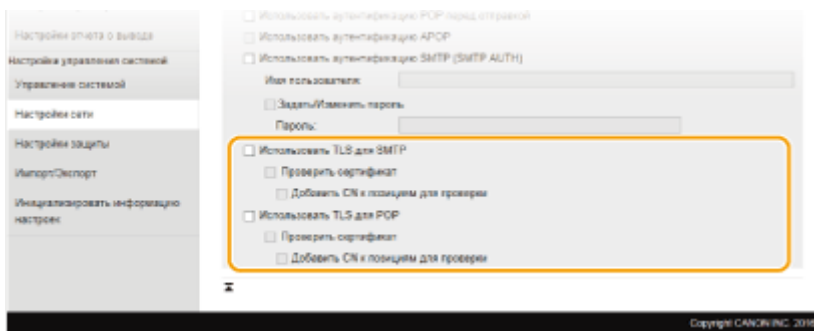 Использовать аутентификацию POP перед отправкой
Настройки отчета о выводе
Использовать аутентификацию APOP
Настройки управления системой
Использовать аутентификацию SMTP (SMTP AUTH)
Управление системой
Имя пользователя:
Настройки сети
Задать/Изменить пароль
Пароль:
Настройки защиты
Использовать TLS для SMTP
Импорт/Экспорт
Проверить сертификат
Добавить CN к позициям для проверки
Инициализировать информацию
настроек
Использовать TLS для POP
Проверить сертификат
Добавить CN к позициям для проверки
Copyright CANON INC. 2016